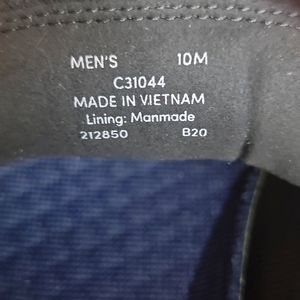 MEN'S 10M
C31044
MADE IN VIETNAM
Lining: Manmade
212850 B20